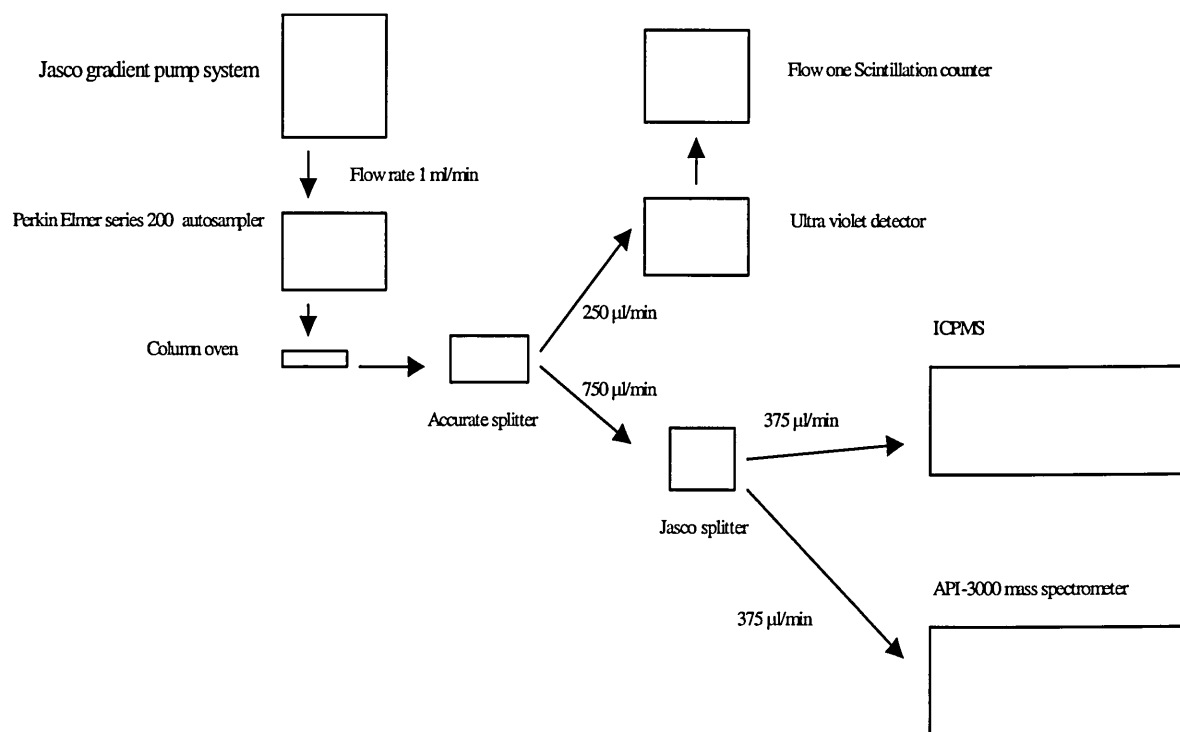 Jasco gradient pump system
Flow one Scintillation counter
Flow rate 1 ml/min
Perkin Elmer series 200 autosampler
Ultra violet detector
250 µl/min
ICPMS
Column oven
750 µl/min
Accurate splitter
375 µl/min
Jasco splitter
API-3000 mass spectrometer
375 µl/min